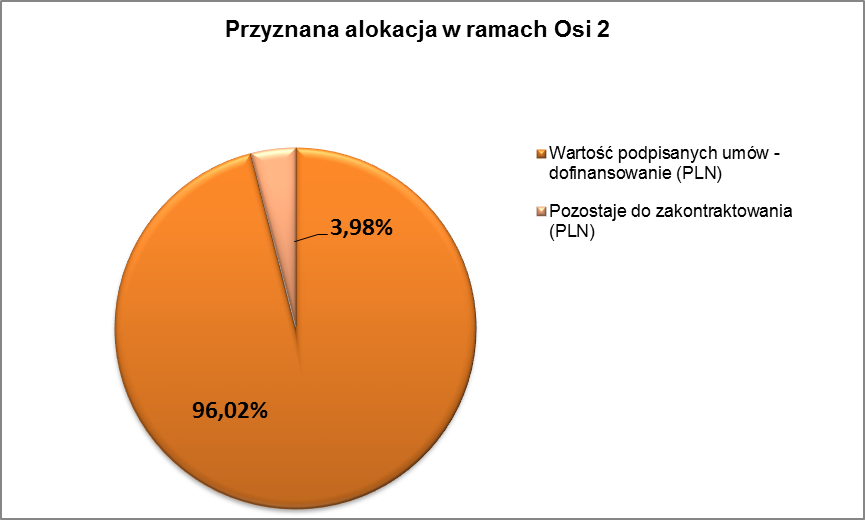 Przyznana alokacja w ramach Osi 2
Wartość podpisanych umów -
dofinansowanie (PLN)
Pozostaje do zakontraktowania
(PLN)
3,98%
96,02%